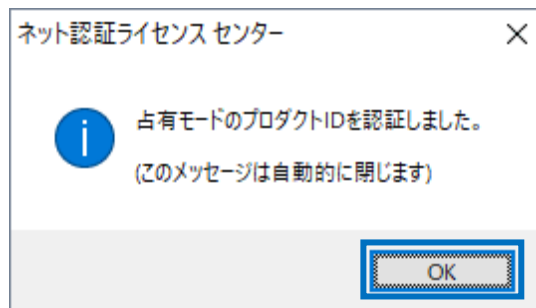 ネット認証ライセンス センター
占有モードのプロダクトIDを認証しました。
(このメッセージは自動的に閉じます)
OK